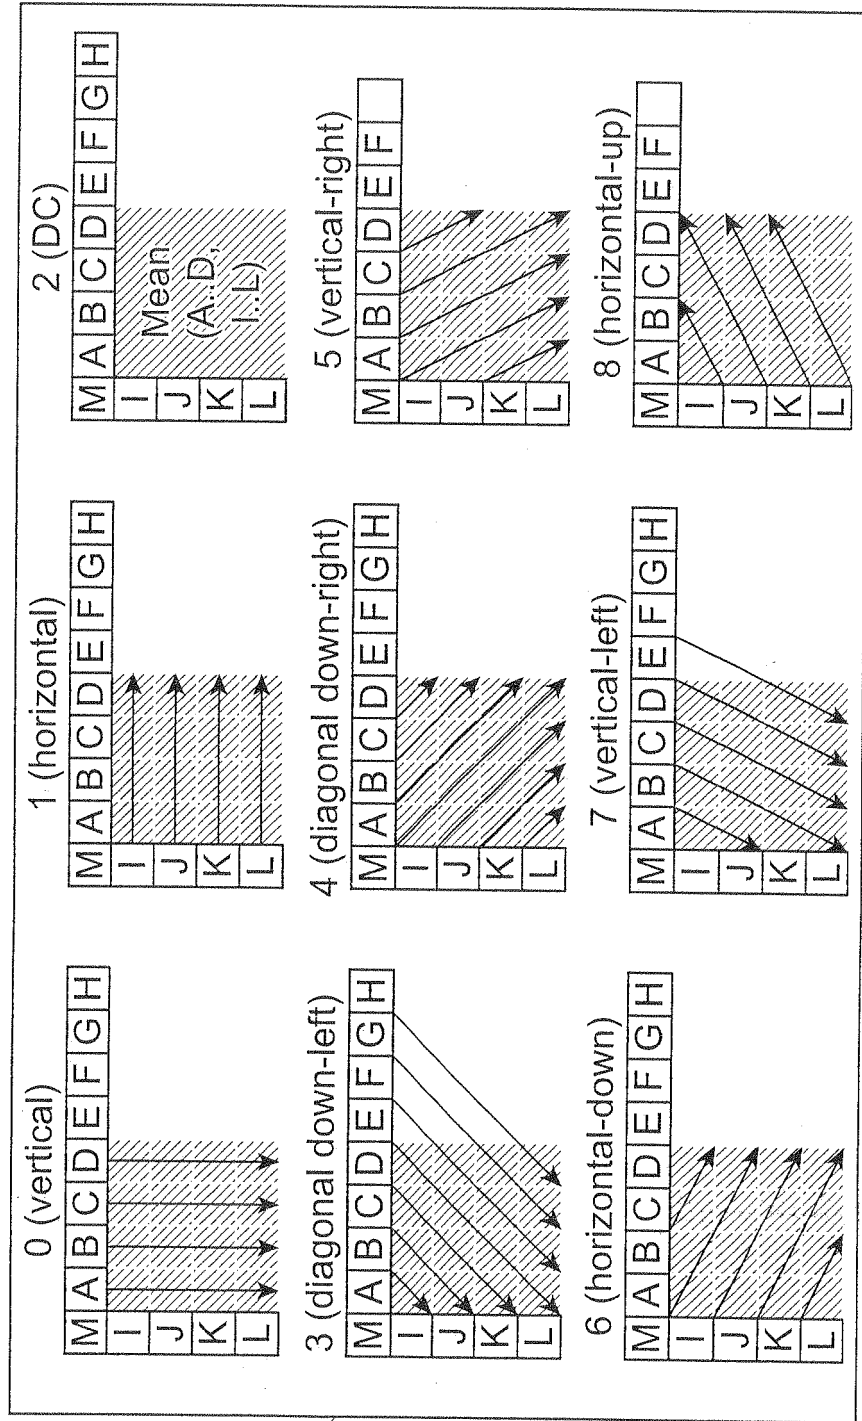 0 (vertical)
M A B C D E F G H
I
J
K
L
1 (horizontal)
M A B C D E F G H
I
J
K
L
2 (DC)
M A B C D E F G H
I
J
K
L
Mean
(A..D,
I..L)
3 (diagonal down-left)
M A B C D E F G H
I
J
K
L
4 (diagonal down-right)
M A B C D E F G H
I
J
K
L
5 (vertical-right)
M A B C D E F
I
J
K
L
6 (horizontal-down)
M A B C D E F G H
I
J
K
L
7 (vertical-left)
M A B C D E F G H
I
J
K
L
8 (horizontal-up)
M A B C D E F
I
J
K
L